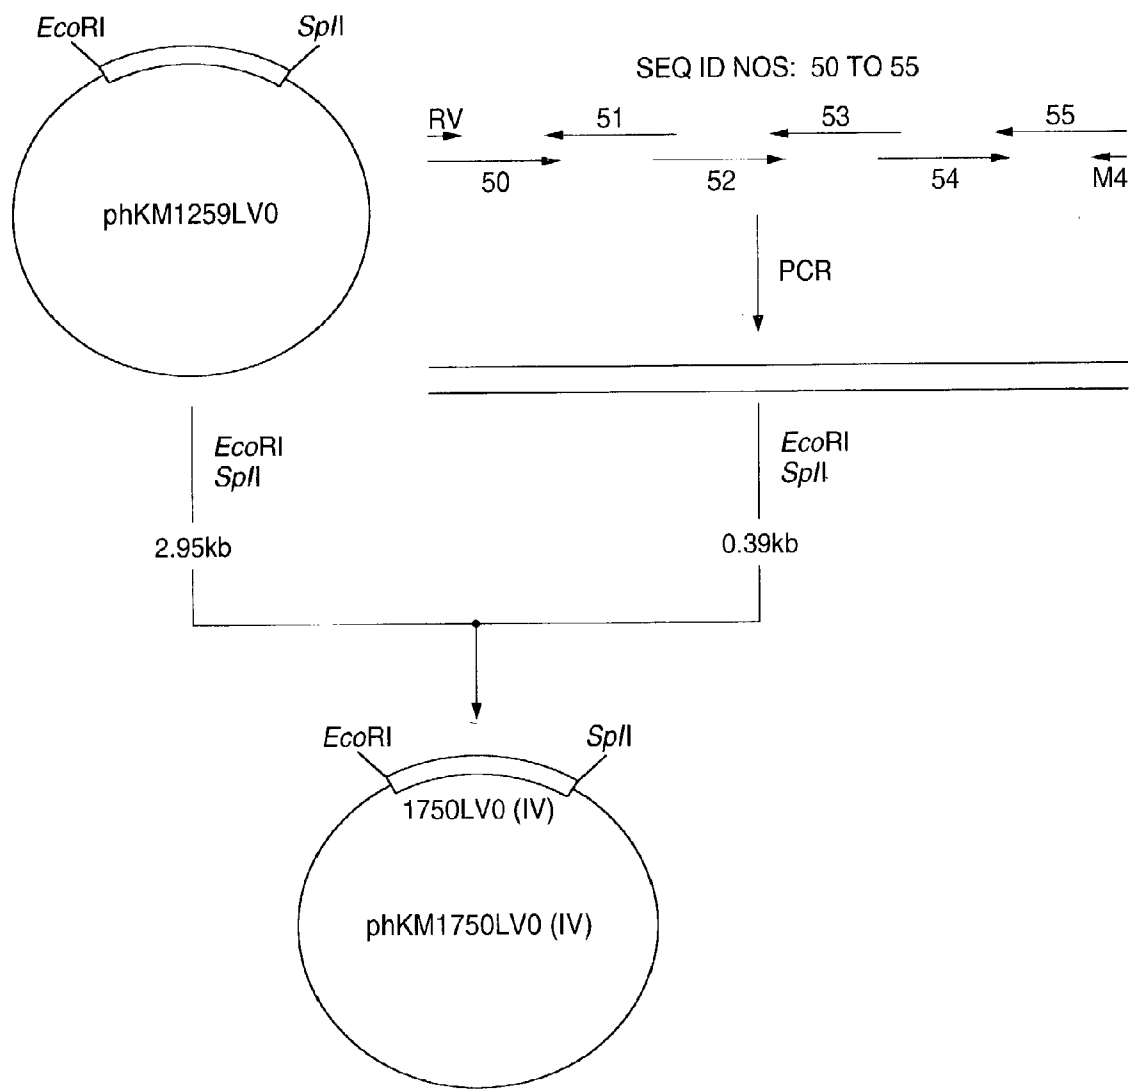 EcoRI SplI
SEQ ID NOS: 50 TO 55
RV 51 53 55
50 52 54 M4
phKM1259LV0
PCR
EcoRI
SplI
EcoRI
SplI
2.95kb
0.39kb
EcoRI SplI
1750LV0 (IV)
phKM1750LV0 (IV)